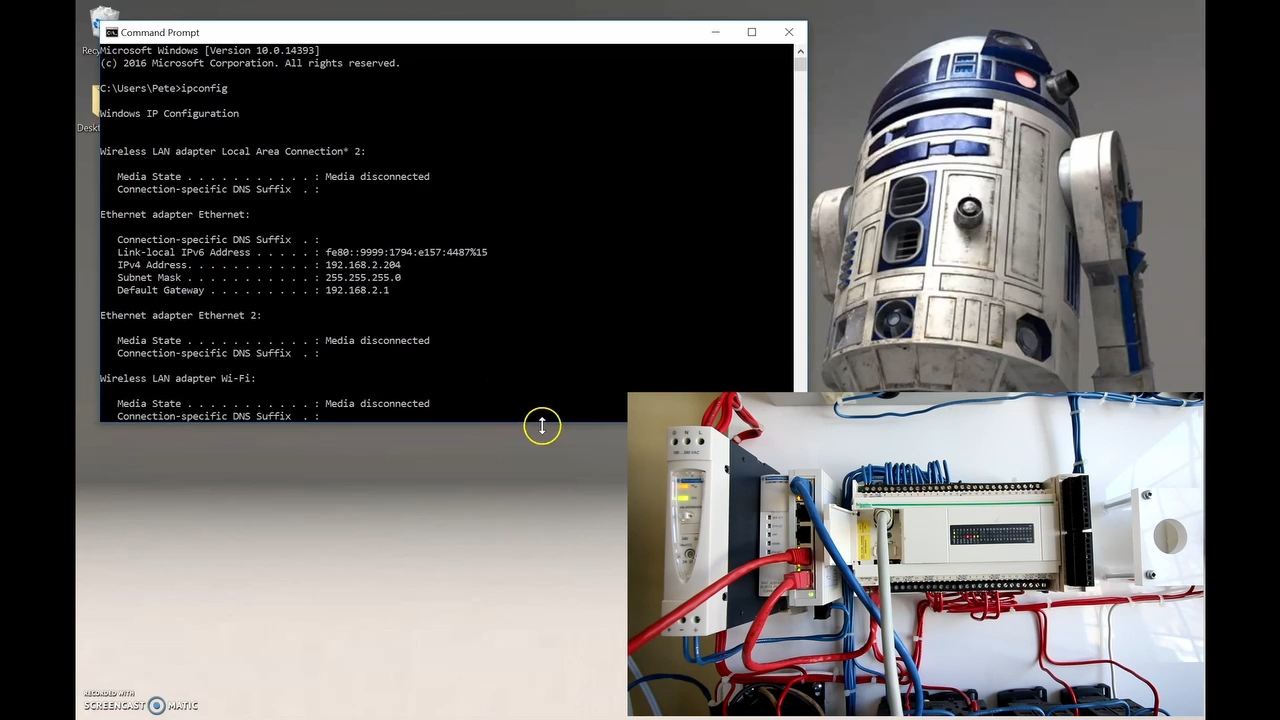 Command Prompt
Microsoft Windows [Version 10.0.14393]
(c) 2016 Microsoft Corporation. All rights reserved.
C:\Users\Pete>ipconfig
Windows IP Configuration
Wireless LAN adapter Local Area Connection* 2:
Media State . . . . . . . . . . . : Media disconnected
Connection-specific DNS Suffix  . :
Ethernet adapter Ethernet:
Connection-specific DNS Suffix  . :
Link-local IPv6 Address . . . . . : fe80::9999:1794:e157:4487%15
IPv4 Address. . . . . . . . . . . : 192.168.2.204
Subnet Mask . . . . . . . . . . . : 255.255.255.0
Default Gateway . . . . . . . . . : 192.168.2.1
Ethernet adapter Ethernet 2:
Media State . . . . . . . . . . . : Media disconnected
Connection-specific DNS Suffix  . :
Wireless LAN adapter Wi-Fi:
Media State . . . . . . . . . . . : Media disconnected
Connection-specific DNS Suffix  . :
RECORDED WITH
SCREENCAST MATIC